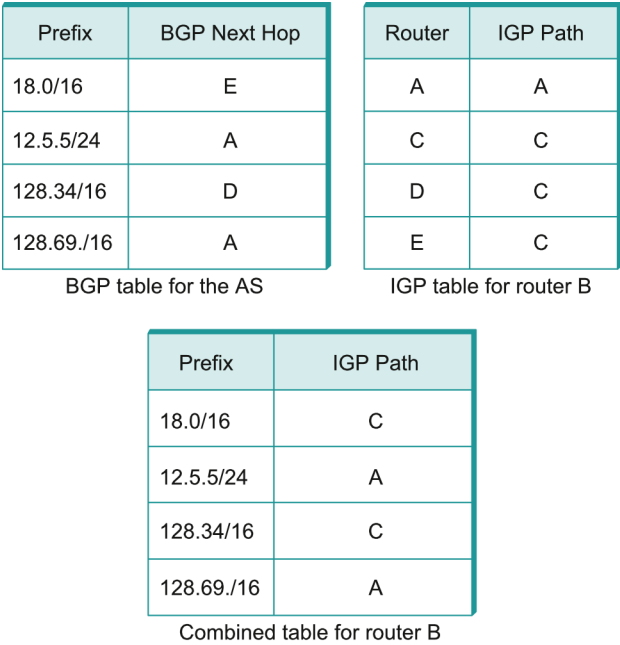 Prefix BGP Next Hop
18.0/16 E
12.5.5/24 A
128.34/16 D
128.69./16 A
BGP table for the AS
Router IGP Path
A A
C C
D C
E C
IGP table for router B
Prefix IGP Path
18.0/16 C
12.5.5/24 A
128.34/16 C
128.69./16 A
Combined table for router B